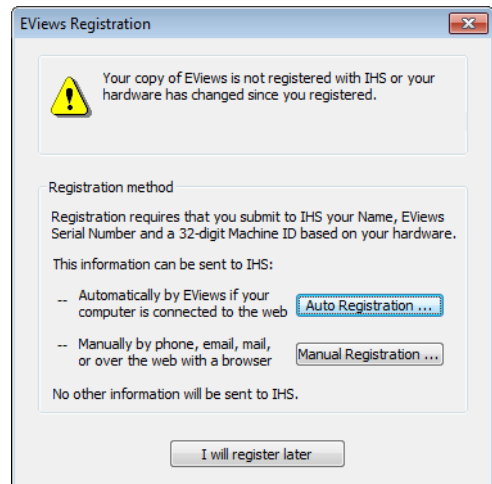 EViews Registration
Your copy of EViews is not registered with IHS or your
hardware has changed since you registered.
Registration method
Registration requires that you submit to IHS your Name, EViews
Serial Number and a 32-digit Machine ID based on your hardware.
This information can be sent to IHS:
-- Automatically by EViews if your
computer is connected to the web
Auto Registration ...
-- Manually by phone, email, mail,
or over the web with a browser
Manual Registration ...
No other information will be sent to IHS.
I will register later